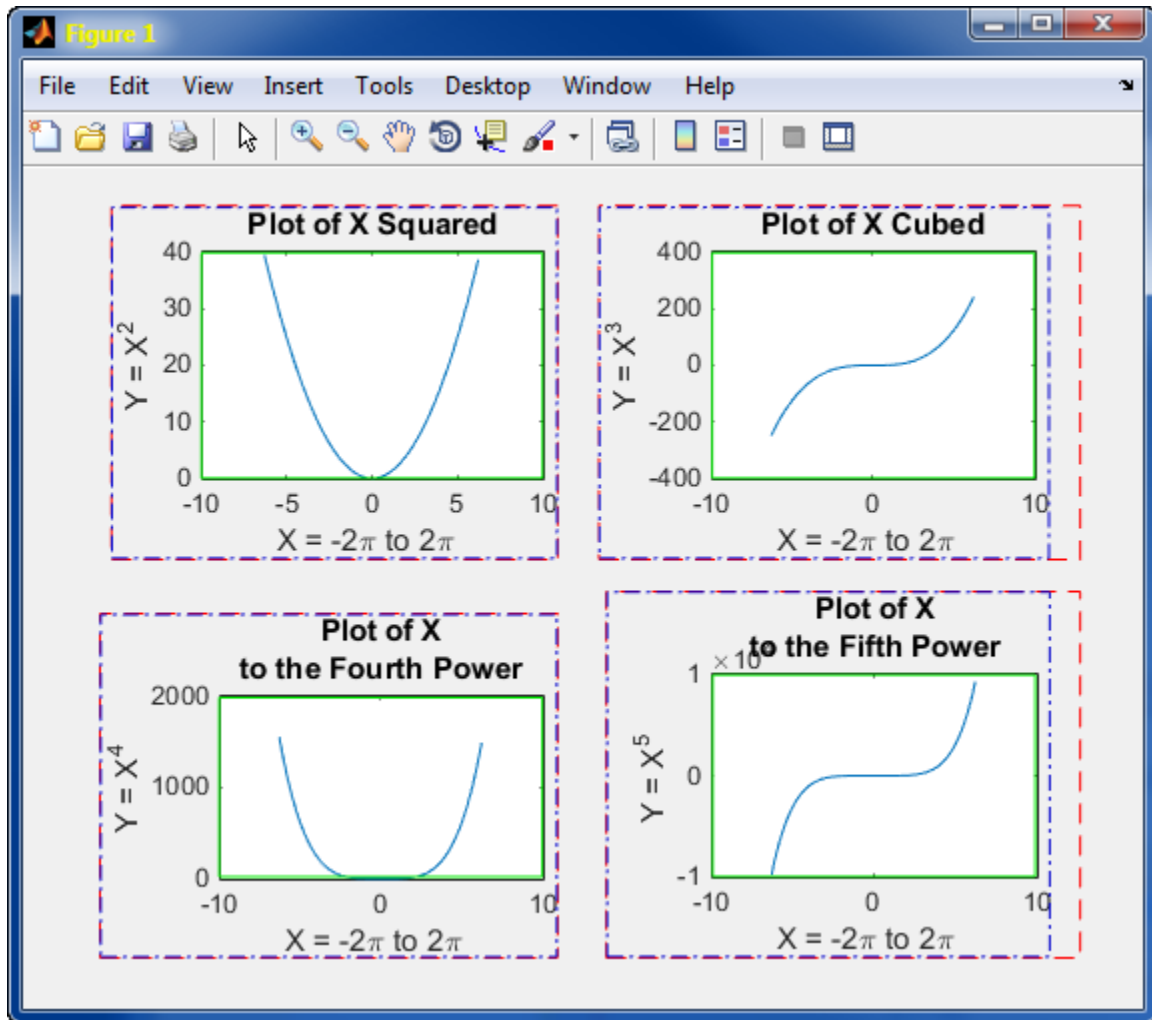 Figure 1
File Edit View Insert Tools Desktop Window Help
Plot of X Squared
40
30
20
10
0
Y = X²
-10 -5 0 5 10
X = -2π to 2π
Plot of X Cubed
400
200
0
-200
-400
Y = X³
-10 0 10
X = -2π to 2π
Plot of X
to the Fourth Power
2000
1000
0
Y = X⁴
-10 0 10
X = -2π to 2π
Plot of X
to the Fifth Power
×10
1
0
-1
Y = X⁵
-10 0 10
X = -2π to 2π